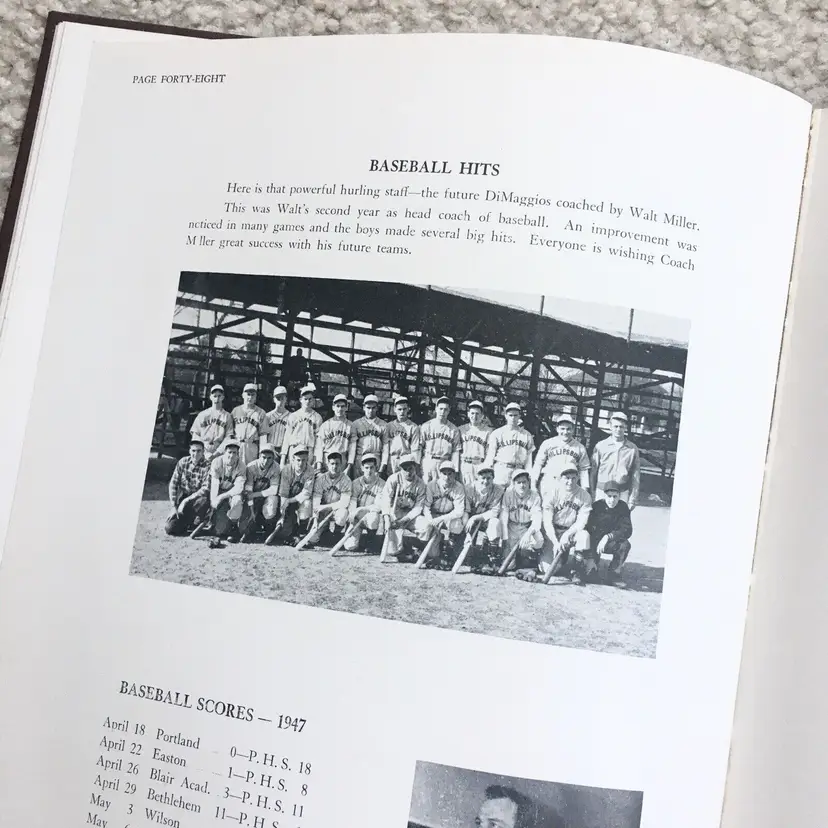 PAGE FORTY-EIGHT
BASEBALL HITS
Here is that powerful hurling staff—the future DiMaggios coached by Walt Miller.
This was Walt's second year as head coach of baseball. An improvement was
ncticed in many games and the boys made several big hits. Everyone is wishing Coach
M ller great success with his future teams.
PHILLIPSBURG
BASEBALL SCORES — 1947
April 18 Portland 0—P. H. S. 18
April 22 Easton 1—P. H. S. 8
April 26 Blair Acad. 3—P. H. S. 11
April 29 Bethlehem 11—P. H. S.
May 3 Wilson
May